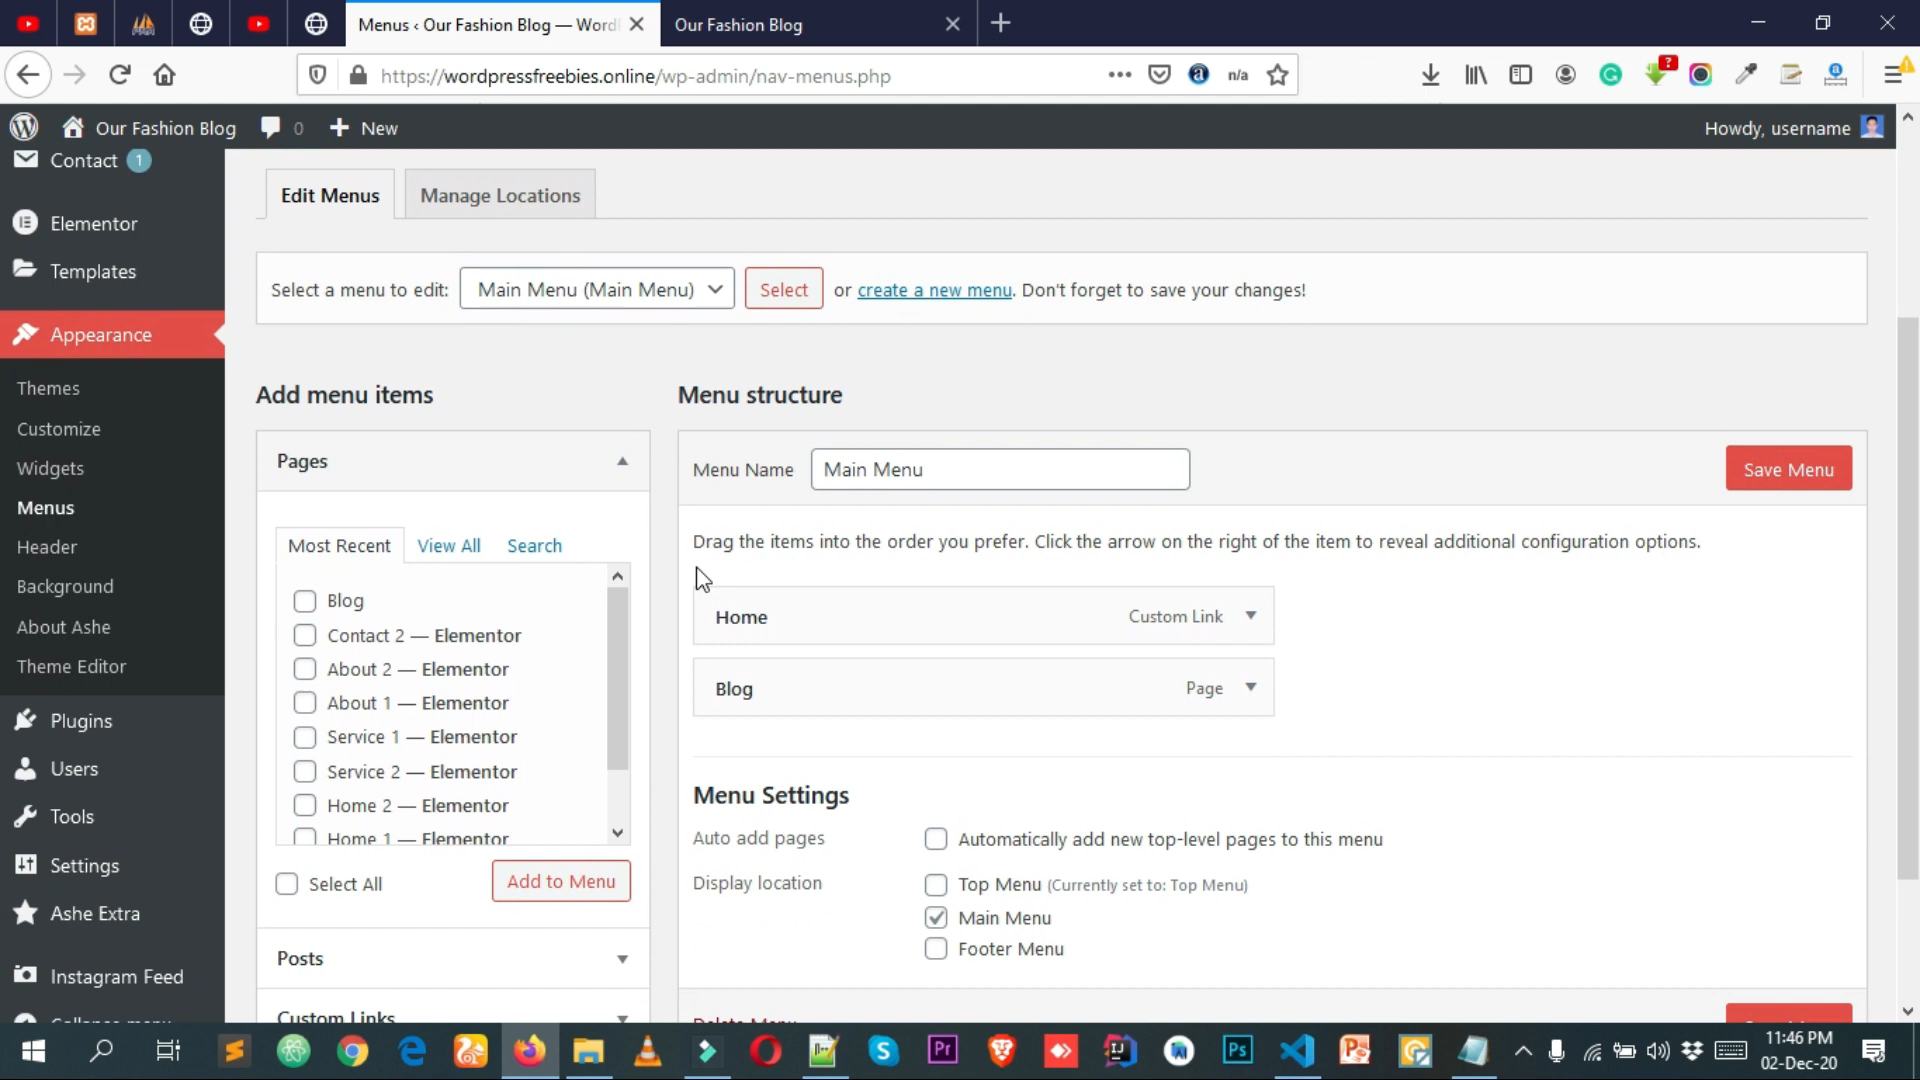 Menus ‹ Our Fashion Blog — Word
Our Fashion Blog
https://wordpressfreebies.online/wp-admin/nav-menus.php
n/a
?
Our Fashion Blog
0
New
Howdy, username
Contact 1
Elementor
Templates
Appearance
Themes
Customize
Widgets
Menus
Header
Background
About Ashe
Theme Editor
Plugins
Users
Tools
Settings
Ashe Extra
Instagram Feed
Collapse menu
Edit Menus
Manage Locations
Select a menu to edit:
Main Menu (Main Menu)
Select
or create a new menu. Don't forget to save your changes!
Add menu items
Pages
Most Recent
View All
Search
Blog
Contact 2 — Elementor
About 2 — Elementor
About 1 — Elementor
Service 1 — Elementor
Service 2 — Elementor
Home 2 — Elementor
Home 1 — Elementor
Select All
Add to Menu
Posts
Custom Links
Menu structure
Menu Name
Main Menu
Save Menu
Drag the items into the order you prefer. Click the arrow on the right of the item to reveal additional configuration options.
Home
Custom Link
Blog
Page
Menu Settings
Auto add pages
Automatically add new top-level pages to this menu
Display location
Top Menu (Currently set to: Top Menu)
Main Menu
Footer Menu
Delete Menu
Pr
Ps
11:46 PM
02-Dec-20